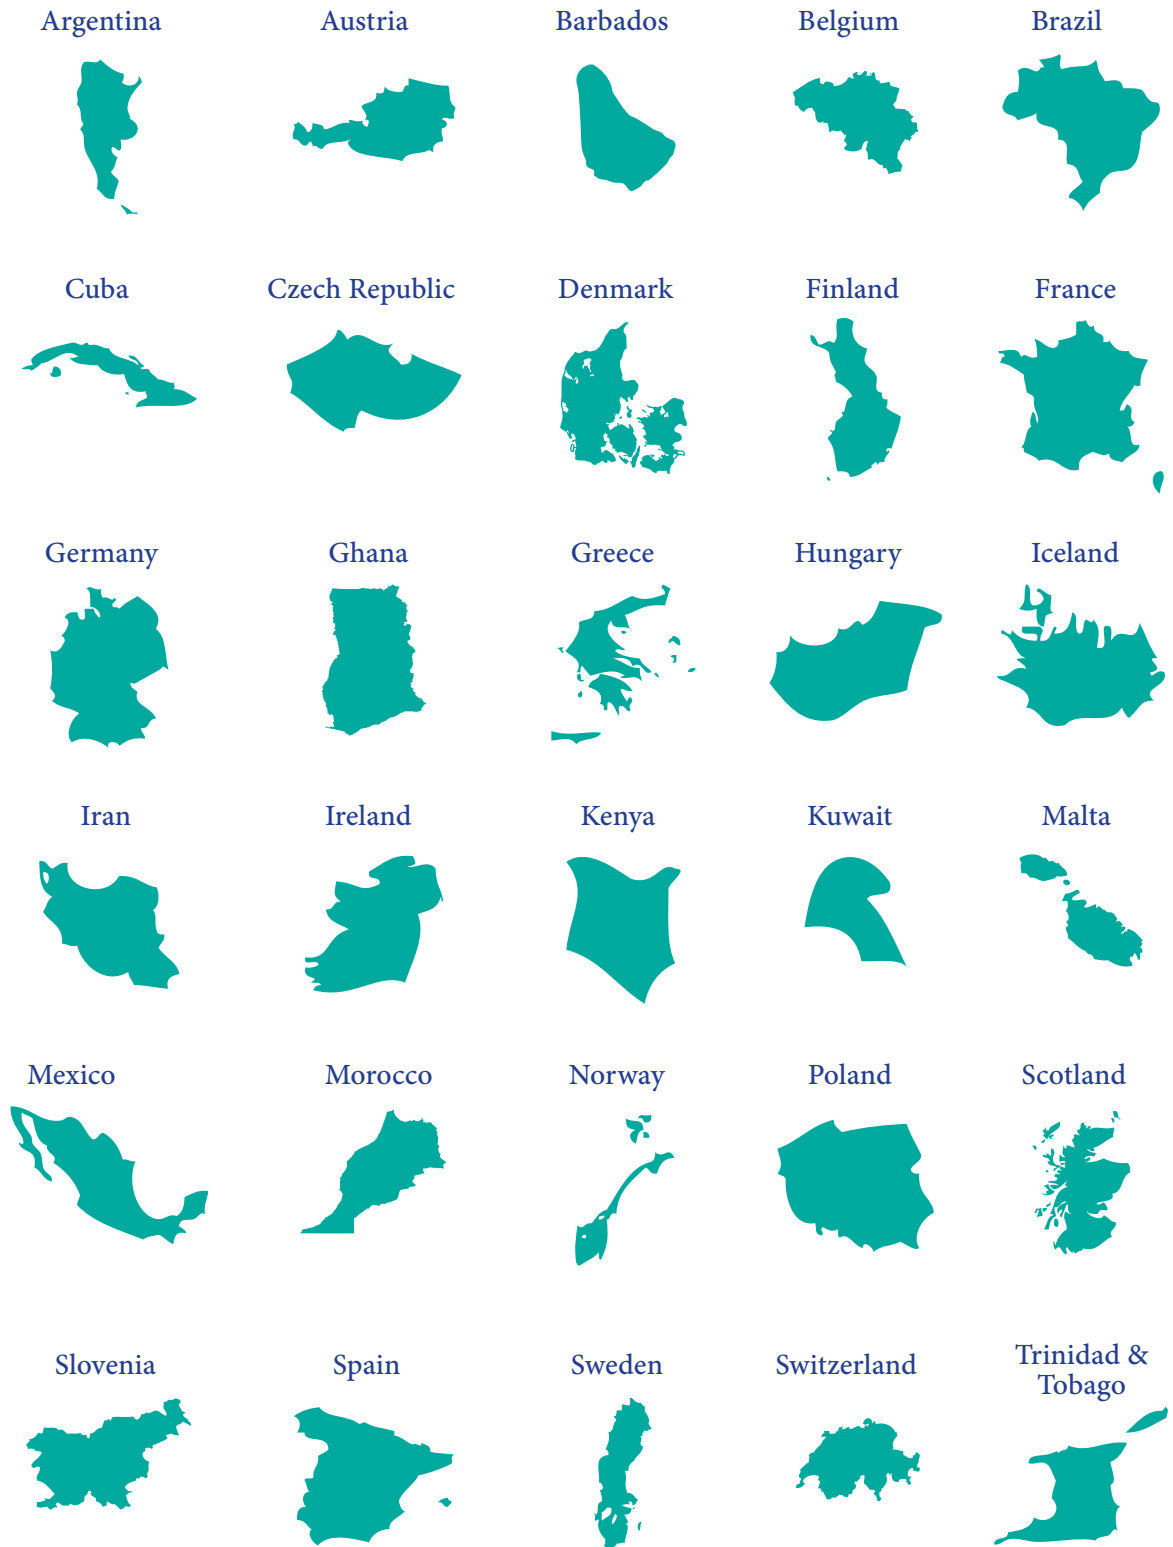 Argentina
Austria
Barbados
Belgium
Brazil
Cuba
Czech Republic
Denmark
Finland
France
Germany
Ghana
Greece
Hungary
Iceland
Iran
Ireland
Kenya
Kuwait
Malta
Mexico
Morocco
Norway
Poland
Scotland
Slovenia
Spain
Sweden
Switzerland
Trinidad &
Tobago